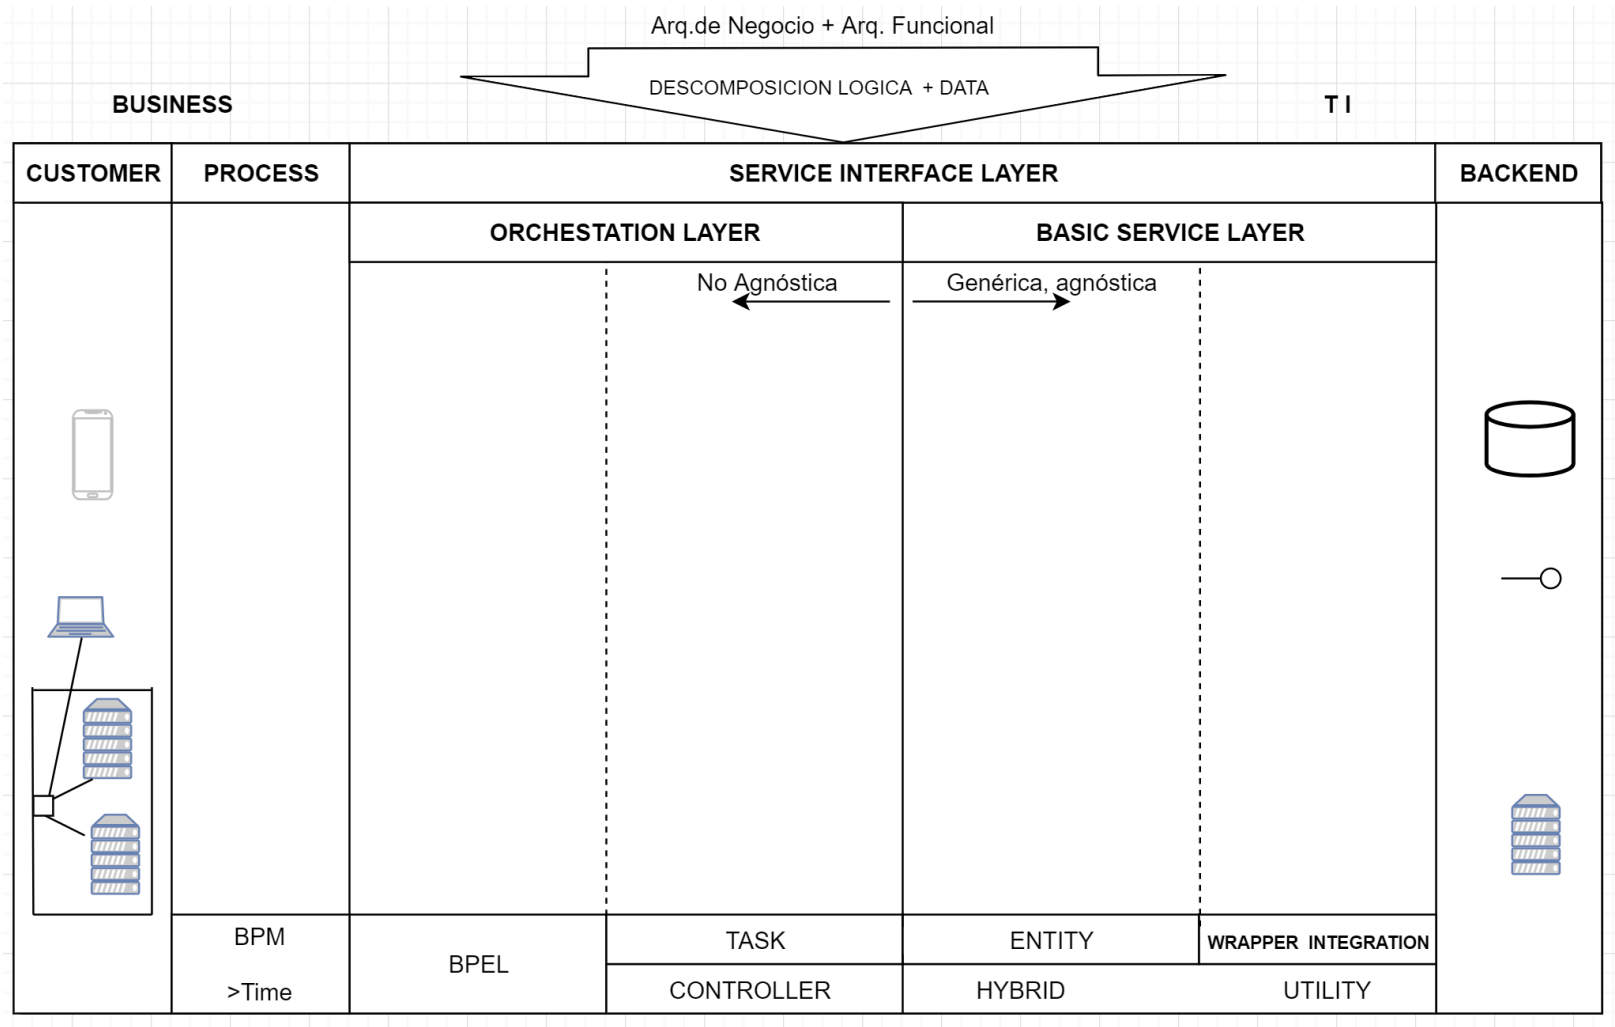 Arq.de Negocio + Arq. Funcional
DESCOMPOSICION LOGICA + DATA
BUSINESS
T I
CUSTOMER
PROCESS
SERVICE INTERFACE LAYER
BACKEND
ORCHESTATION LAYER
BASIC SERVICE LAYER
No Agnóstica
Genérica, agnóstica
BPM
>Time
BPEL
TASK
ENTITY
WRAPPER INTEGRATION
CONTROLLER
HYBRID
UTILITY